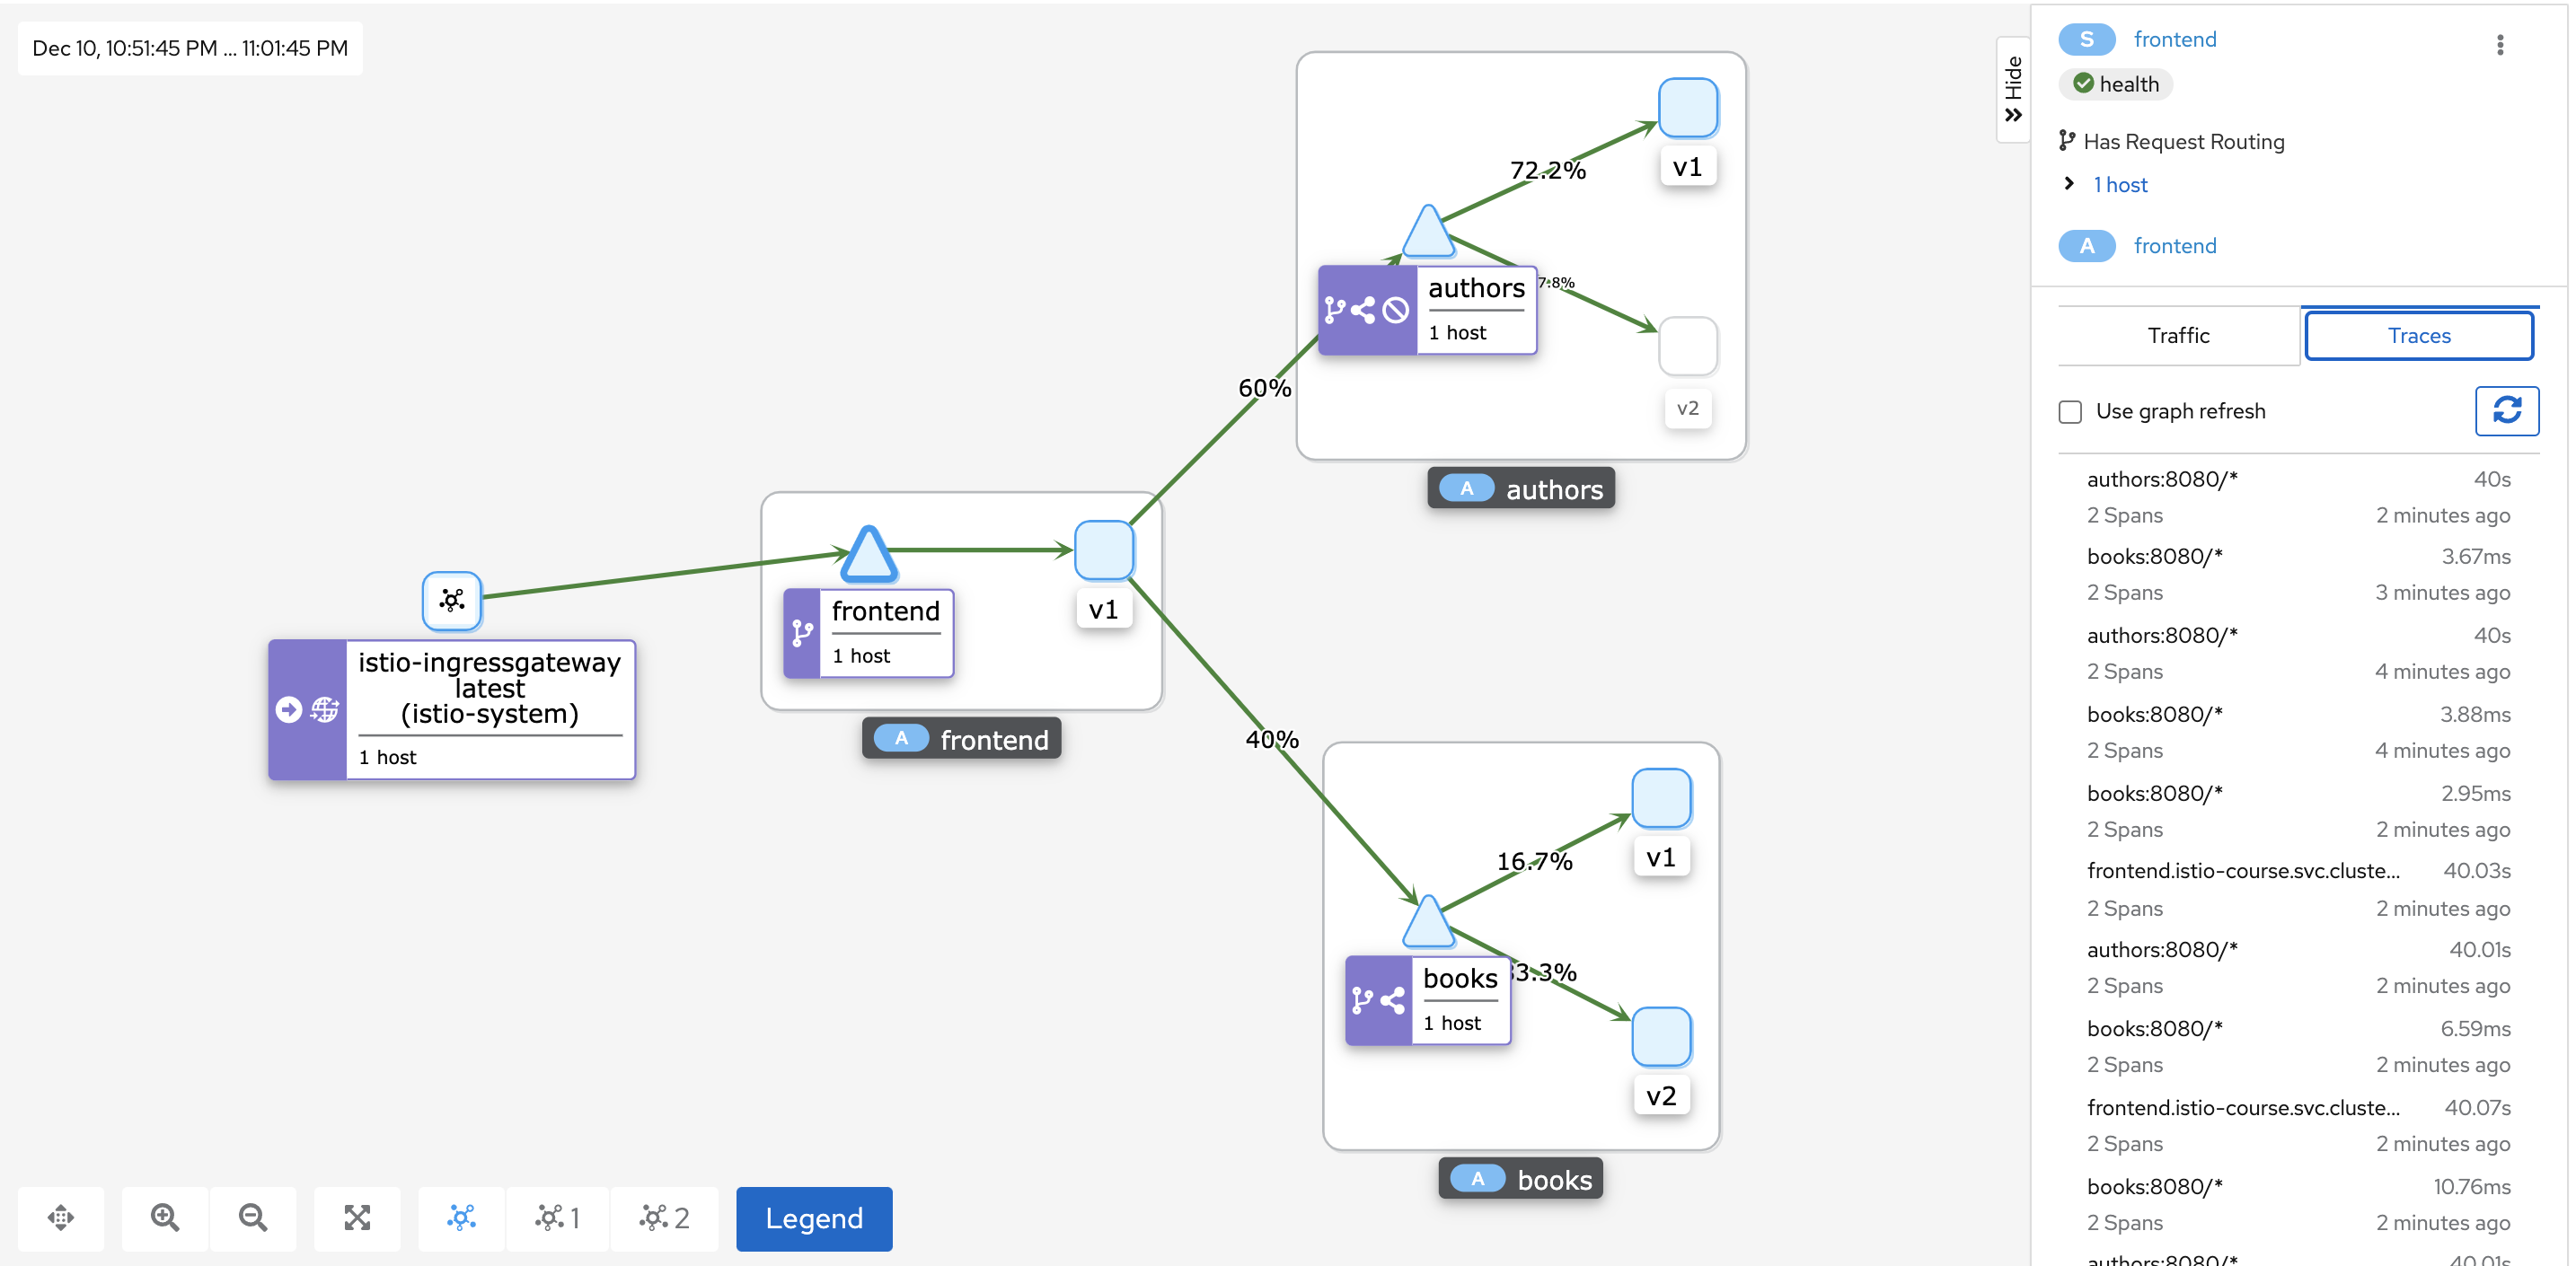 Dec 10, 10:51:45 PM ... 11:01:45 PM
72.2%
v1
authors
1 host
7.8%
v2
A authors
60%
frontend
1 host
v1
A frontend
istio-ingressgateway
latest
(istio-system)
1 host
40%
16.7%
v1
books
1 host
3.3%
v2
A books
1
2
Legend
Hide
S frontend
health
Has Request Routing
1 host
A frontend
Traffic
Traces
Use graph refresh
authors:8080/* 40s
2 Spans 2 minutes ago
books:8080/* 3.67ms
2 Spans 3 minutes ago
authors:8080/* 40s
2 Spans 4 minutes ago
books:8080/* 3.88ms
2 Spans 4 minutes ago
books:8080/* 2.95ms
2 Spans 2 minutes ago
frontend.istio-course.svc.cluste... 40.03s
2 Spans 2 minutes ago
authors:8080/* 40.01s
2 Spans 2 minutes ago
books:8080/* 6.59ms
2 Spans 2 minutes ago
frontend.istio-course.svc.cluste... 40.07s
2 Spans 2 minutes ago
books:8080/* 10.76ms
2 Spans 2 minutes ago
authors:8080/* 40.01s